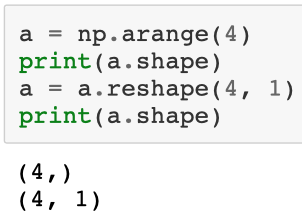 a = np.arange(4)
print(a.shape)
a = a.reshape(4, 1)
print(a.shape)
(4,)
(4, 1)